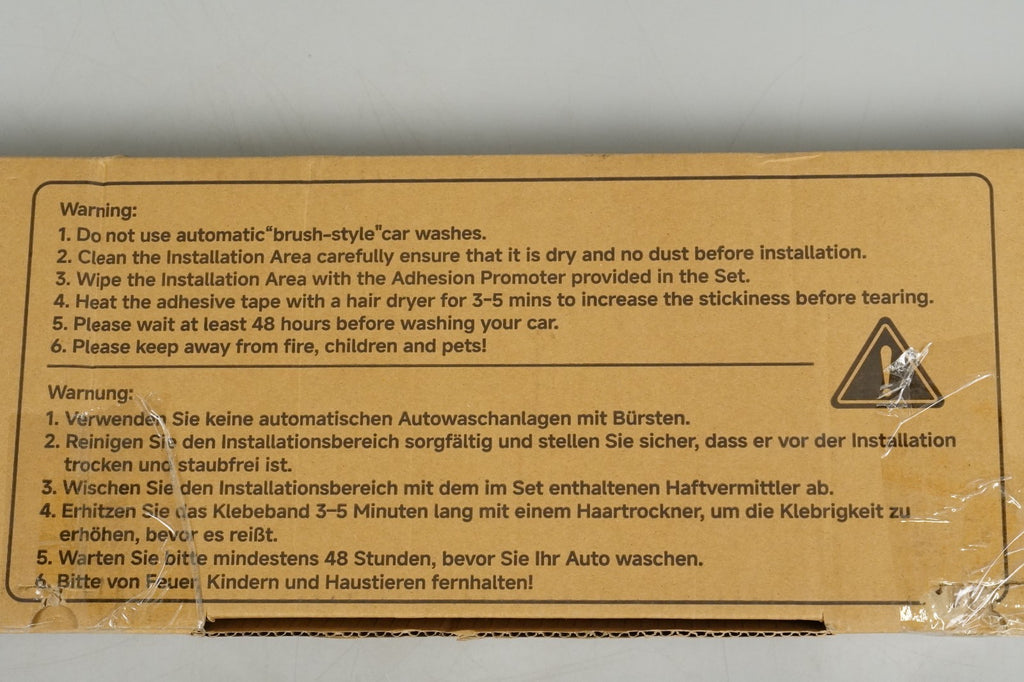 Warning:
1. Do not use automatic“brush-style"car washes.
2. Clean the Installation Area carefully ensure that it is dry and no dust before installation.
3. Wipe the Installation Area with the Adhesion Promoter provided in the Set.
4. Heat the adhesive tape with a hair dryer for 3-5 mins to increase the stickiness before tearing.
5. Please wait at least 48 hours before washing your car.
6. Please keep away from fire, children and pets!
Warnung:
1. Verwenden Sie keine automatischen Autowaschanlagen mit Bürsten.
2. Reinigen Sie den Installationsbereich sorgfältig und stellen Sie sicher, dass er vor der Installation
trocken und staubfrei ist.
3. Wischen Sie den Installationsbereich mit dem im Set enthaltenen Haftvermittler ab.
4. Erhitzen Sie das Klebeband 3-5 Minuten lang mit einem Haartrockner, um die Klebrigkeit zu
erhöhen, bevor es reißt.
5. Warten Sie bitte mindestens 48 Stunden, bevor Sie Ihr Auto waschen.
6. Bitte von Feuer, Kindern und Haustieren fernhalten!